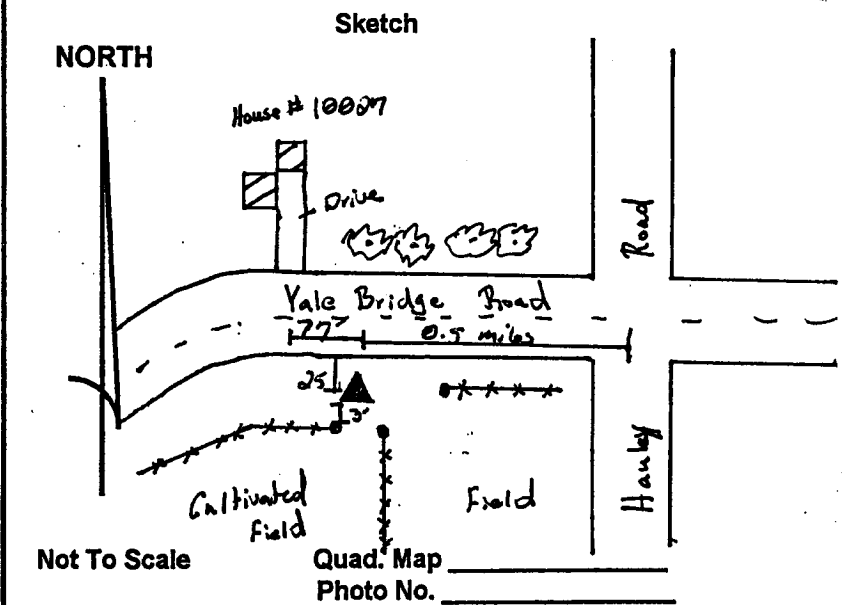 Sketch
NORTH
House # 10027
Drive
Road
Yale Bridge Road
77'
0.5 miles
25
3'
Cultivated
Field
Field
Hanley
Not To Scale
Quad. Map
Photo No.